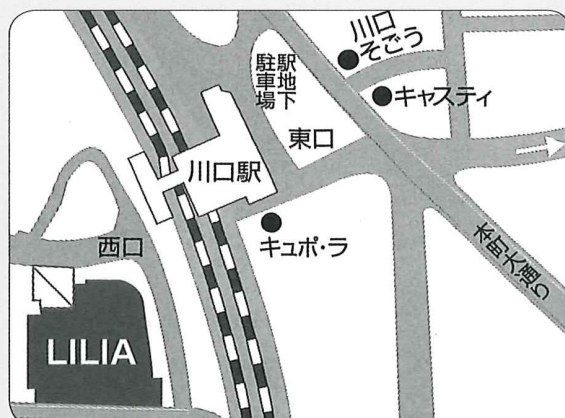 川口
そごう
駅地下
駐車場
キャスティ
東口
川口駅
キュポ・ラ
西口
本町大通り
LILIA